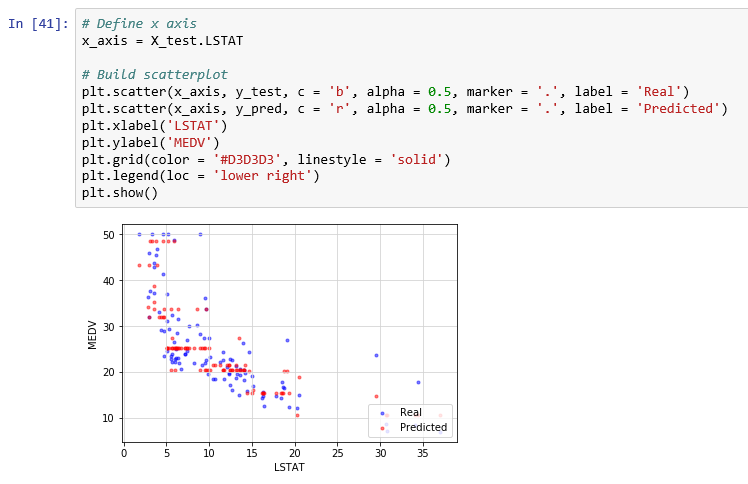 In [41]:
# Define x axis
x_axis = X_test.LSTAT
# Build scatterplot
plt.scatter(x_axis, y_test, c = 'b', alpha = 0.5, marker = '.', label = 'Real')
plt.scatter(x_axis, y_pred, c = 'r', alpha = 0.5, marker = '.', label = 'Predicted')
plt.xlabel('LSTAT')
plt.ylabel('MEDV')
plt.grid(color = '#D3D3D3', linestyle = 'solid')
plt.legend(loc = 'lower right')
plt.show()
50
40
30
20
10
MEDV
Real
Predicted
0 5 10 15 20 25 30 35
LSTAT